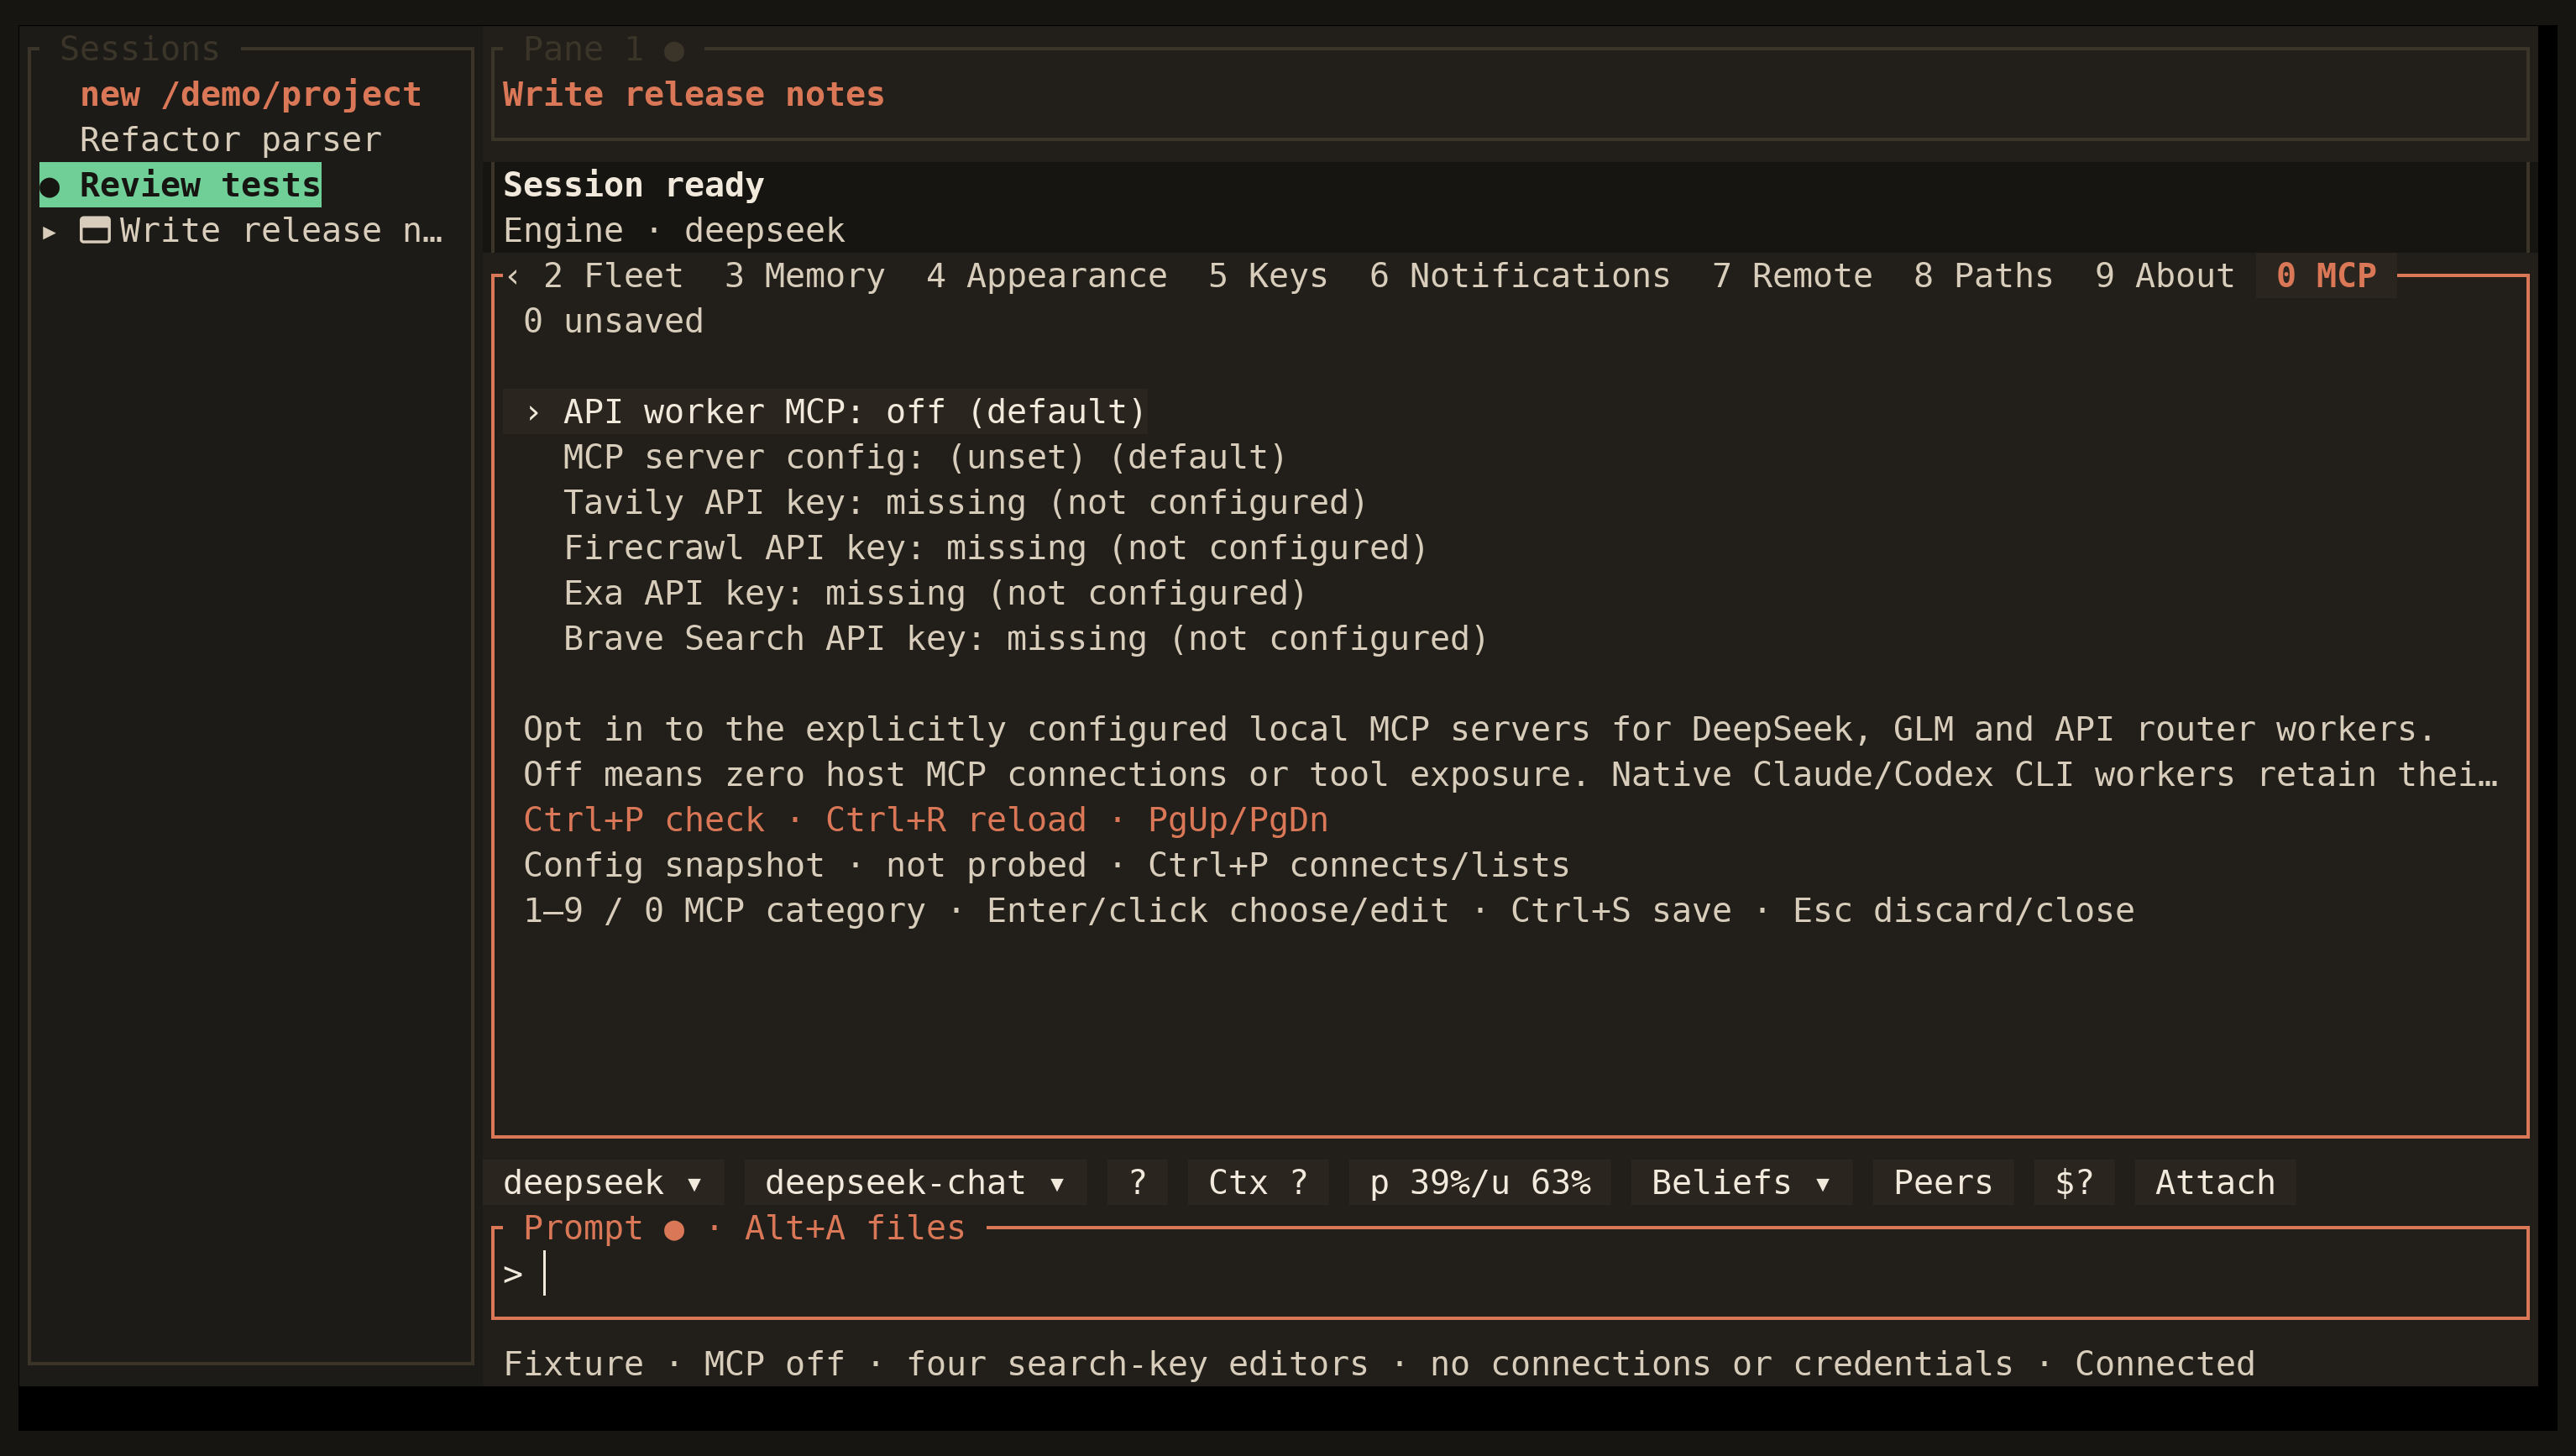 Sessions
new /demo/project
Refactor parser
● Review tests
▸ Write release n…
Pane 1 ●
Write release notes
Session ready
Engine · deepseek
‹ 2 Fleet 3 Memory 4 Appearance 5 Keys 6 Notifications 7 Remote 8 Paths 9 About 0 MCP
0 unsaved
› API worker MCP: off (default)
MCP server config: (unset) (default)
Tavily API key: missing (not configured)
Firecrawl API key: missing (not configured)
Exa API key: missing (not configured)
Brave Search API key: missing (not configured)
Opt in to the explicitly configured local MCP servers for DeepSeek, GLM and API router workers.
Off means zero host MCP connections or tool exposure. Native Claude/Codex CLI workers retain thei…
Ctrl+P check · Ctrl+R reload · PgUp/PgDn
Config snapshot · not probed · Ctrl+P connects/lists
1–9 / 0 MCP category · Enter/click choose/edit · Ctrl+S save · Esc discard/close
deepseek ▾ deepseek-chat ▾ ? Ctx ? p 39%/u 63% Beliefs ▾ Peers $? Attach
Prompt ● · Alt+A files
>
Fixture · MCP off · four search-key editors · no connections or credentials · Connected